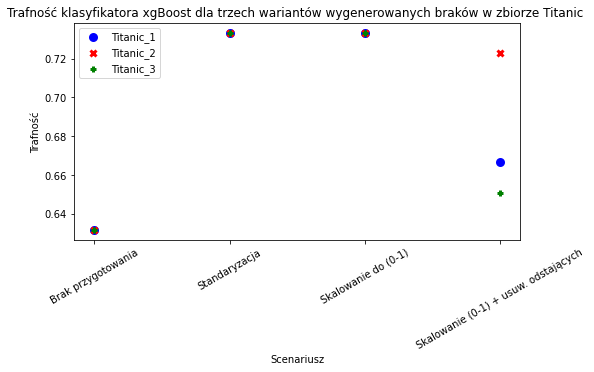 Trafność klasyfikatora xgBoost dla trzech wariantów wygenerowanych braków w zbiorze Titanic
Titanic_1
Titanic_2
Titanic_3
Trafność
0.72
0.70
0.68
0.66
0.64
Brak przygotowania
Standaryzacja
Skalowanie do (0-1)
Skalowanie (0-1) + usuw. odstających
Scenariusz